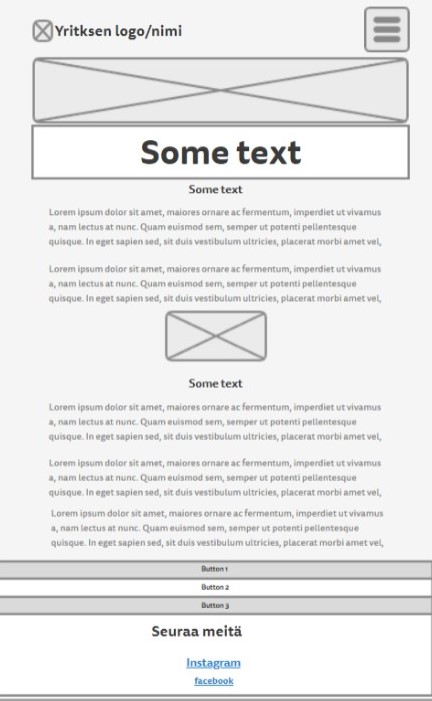 Yritksen logo/nimi
Some text
Some text
Lorem ipsum dolor sit amet, maiores ornare ac fermentum, imperdiet ut vivamus
a, nam lectus at nunc. Quam euismod sem, semper ut potenti pellentesque
quisque. In eget sapien sed, sit duis vestibulum ultricies, placerat morbi amet vel,
Lorem ipsum dolor sit amet, maiores ornare ac fermentum, imperdiet ut vivamus
a, nam lectus at nunc. Quam euismod sem, semper ut potenti pellentesque
quisque. In eget sapien sed, sit duis vestibulum ultricies, placerat morbi amet vel,
Some text
Lorem ipsum dolor sit amet, maiores ornare ac fermentum, imperdiet ut vivamus
a, nam lectus at nunc. Quam euismod sem, semper ut potenti pellentesque
quisque. In eget sapien sed, sit duis vestibulum ultricies, placerat morbi amet vel,
Lorem ipsum dolor sit amet, maiores ornare ac fermentum, imperdiet ut vivamus
a, nam lectus at nunc. Quam euismod sem, semper ut potenti pellentesque
quisque. In eget sapien sed, sit duis vestibulum ultricies, placerat morbi amet vel,
Lorem ipsum dolor sit amet, maiores ornare ac fermentum, imperdiet ut vivamus
a, nam lectus at nunc. Quam euismod sem, semper ut potenti pellentesque
quisque. In eget sapien sed, sit duis vestibulum ultricies, placerat morbi amet vel,
Button 1
Button 2
Button 3
Seuraa meitä
Instagram
facebook